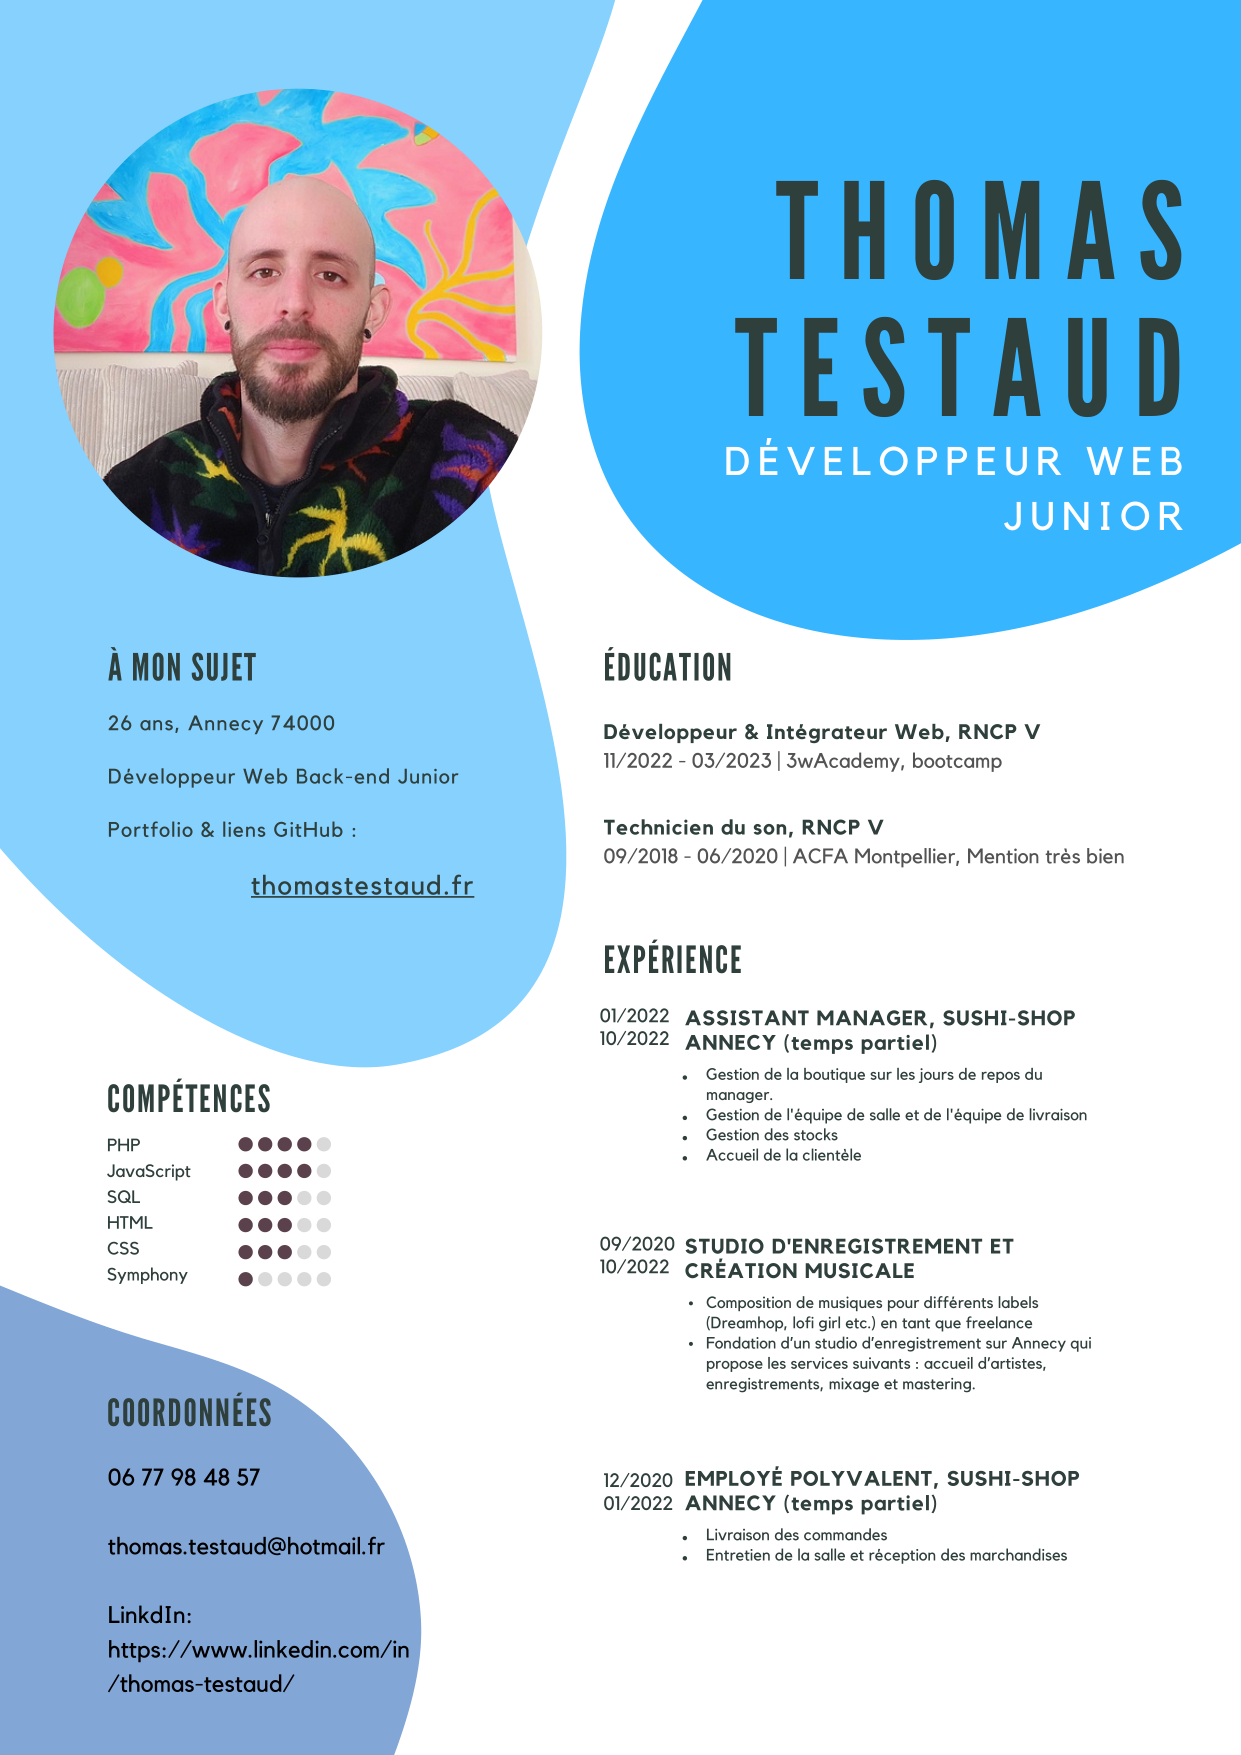 THOMAS
TESTAUD
DÉVELOPPEUR WEB
JUNIOR
À MON SUJET
26 ans, Annecy 74000
Développeur Web Back-end Junior
Portfolio & liens GitHub :
thomastestaud.fr
COMPÉTENCES
PHP
JavaScript
SQL
HTML
CSS
Symphony
COORDONNÉES
06 77 98 48 57
thomas.testaud@hotmail.fr
LinkdIn:
https://www.linkedin.com/in
/thomas-testaud/
ÉDUCATION
Développeur & Intégrateur Web, RNCP V
11/2022 - 03/2023 | 3wAcademy, bootcamp
Technicien du son, RNCP V
09/2018 - 06/2020 | ACFA Montpellier, Mention très bien
EXPÉRIENCE
01/2022
10/2022
ASSISTANT MANAGER, SUSHI-SHOP
ANNECY (temps partiel)
• Gestion de la boutique sur les jours de repos du
manager.
• Gestion de l'équipe de salle et de l'équipe de livraison
• Gestion des stocks
• Accueil de la clientèle
09/2020
10/2022
STUDIO D'ENREGISTREMENT ET
CRÉATION MUSICALE
• Composition de musiques pour différents labels
(Dreamhop, lofi girl etc.) en tant que freelance
• Fondation d’un studio d’enregistrement sur Annecy qui
propose les services suivants : accueil d’artistes,
enregistrements, mixage et mastering.
12/2020
01/2022
EMPLOYÉ POLYVALENT, SUSHI-SHOP
ANNECY (temps partiel)
• Livraison des commandes
• Entretien de la salle et réception des marchandises